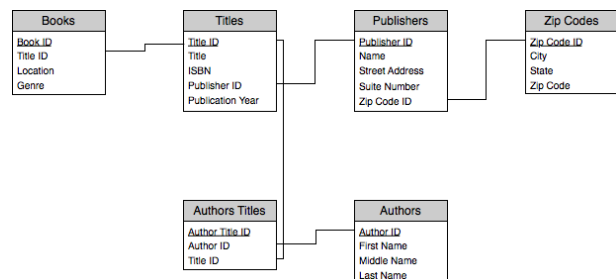 Books
Book ID
Title ID
Location
Genre
Titles
Title ID
Title
ISBN
Publisher ID
Publication Year
Publishers
Publisher ID
Name
Street Address
Suite Number
Zip Code ID
Zip Codes
Zip Code ID
City
State
Zip Code
Authors Titles
Author Title ID
Author ID
Title ID
Authors
Author ID
First Name
Middle Name
Last Name